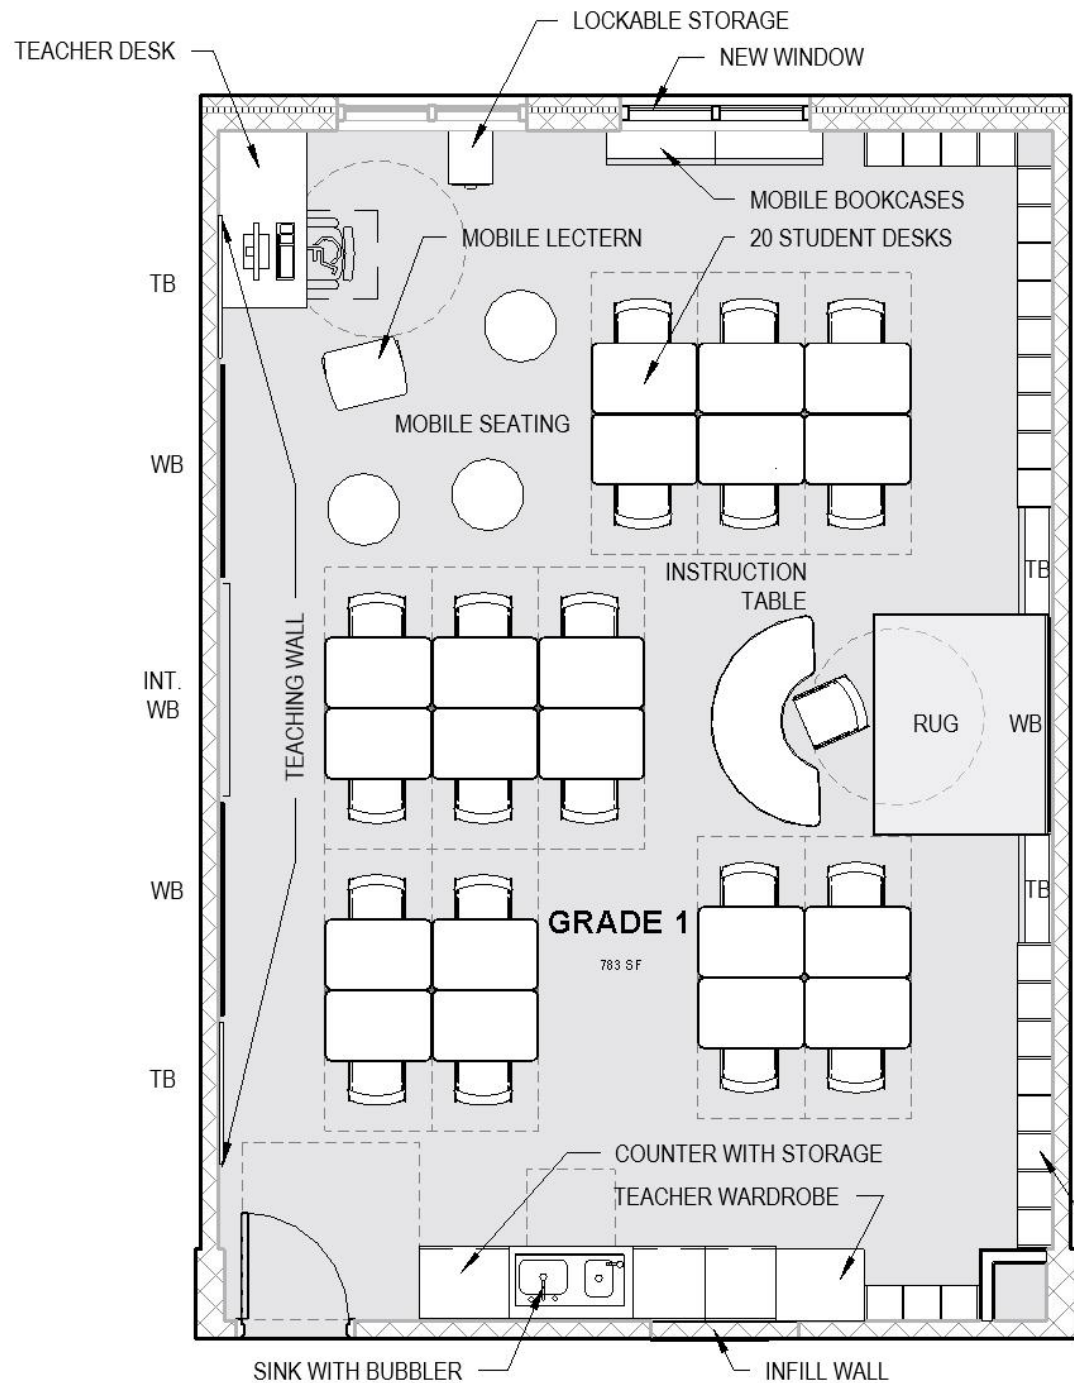 LOCKABLE STORAGE
TEACHER DESK
NEW WINDOW
MOBILE BOOKCASES
MOBILE LECTERN
20 STUDENT DESKS
TB
MOBILE SEATING
WB
INSTRUCTION
TABLE
TB
TEACHING WALL
INT.
WB
RUG
WB
WB
TB
GRADE 1
783 SF
TB
COUNTER WITH STORAGE
TEACHER WARDROBE
SINK WITH BUBBLER
INFILL WALL